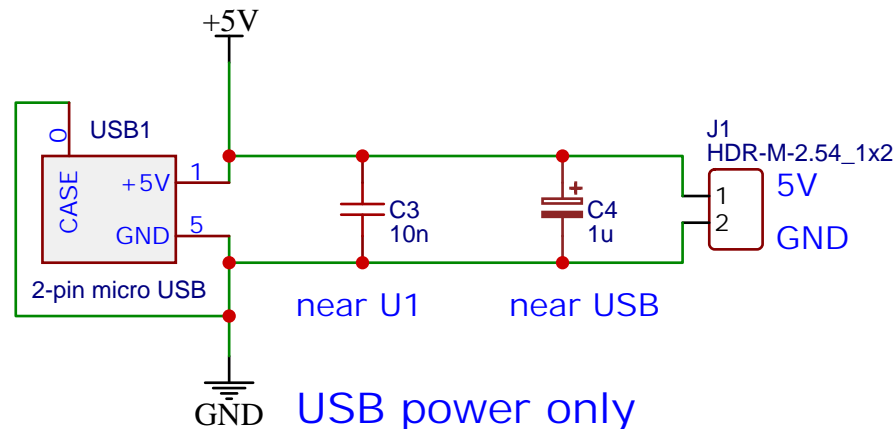 +5V
USB1
0
CASE
+5V
1
GND
5
2-pin micro USB
C3
10n
near U1
+
C4
1u
near USB
J1
HDR-M-2.54_1x2
1
2
5V
GND
GND
USB power only